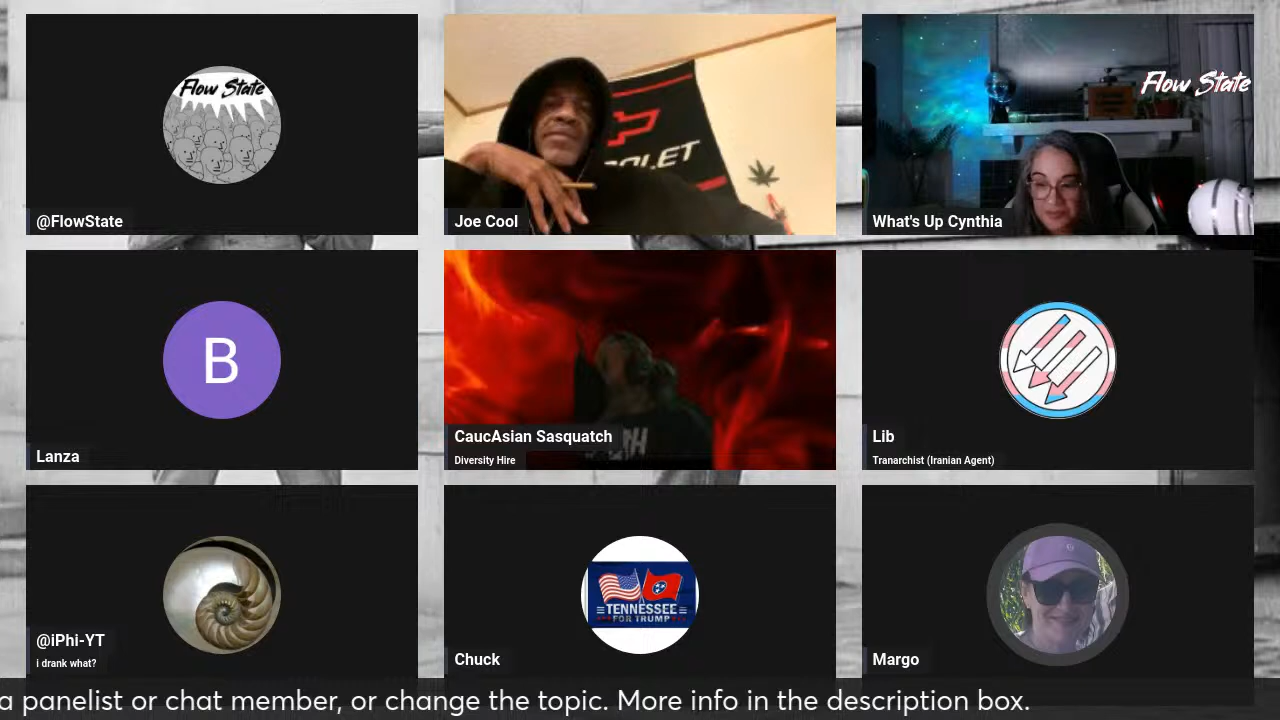 Flow State
@FlowState
OLET
Joe Cool
Flow State
What's Up Cynthia
B
Lanza
CaucAsian Sasquatch
Diversity Hire
Lib
Tranarchist (Iranian Agent)
@iPhi-YT
i drank what?
TENNESSEE
FOR TRUMP
Chuck
Margo
a panelist or chat member, or change the topic. More info in the description box.